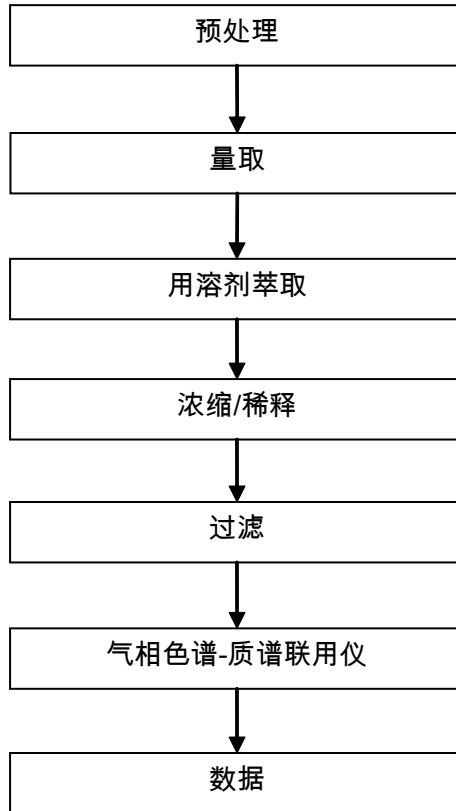 预处理
量取
用溶剂萃取
浓缩/稀释
过滤
气相色谱-质谱联用仪
数据